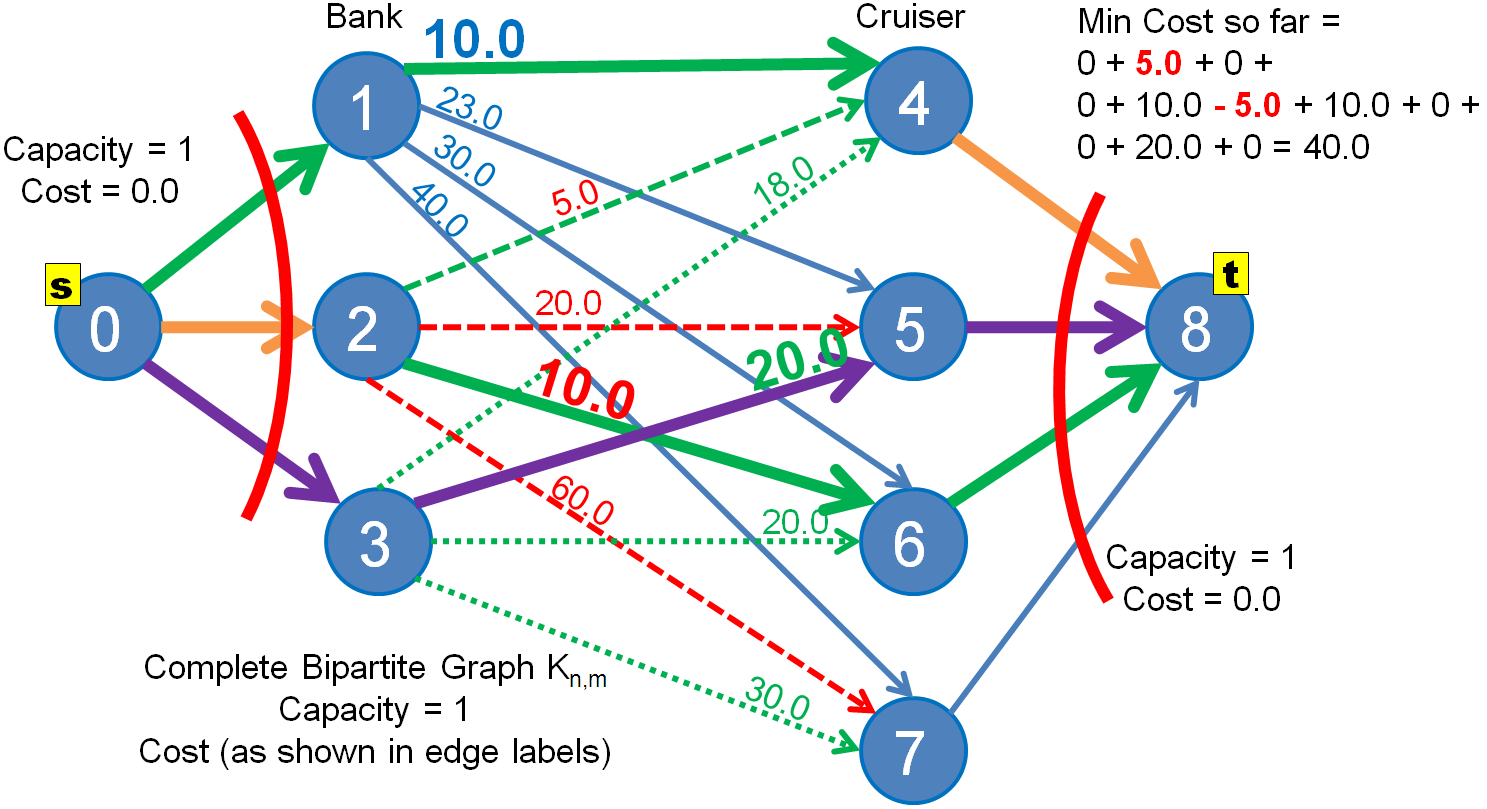 Bank
Cruiser
Min Cost so far =
0 + 5.0 + 0 +
0 + 10.0 - 5.0 + 10.0 + 0 +
0 + 20.0 + 0 = 40.0
10.0
1
4
23.0
30.0
40.0
Capacity = 1
Cost = 0.0
5.0
18.0
s
0
2
20.0
5
t
8
10.0
20.0
3
60.0
20.0
6
Capacity = 1
Cost = 0.0
Complete Bipartite Graph Kn,m
Capacity = 1
Cost (as shown in edge labels)
30.0
7